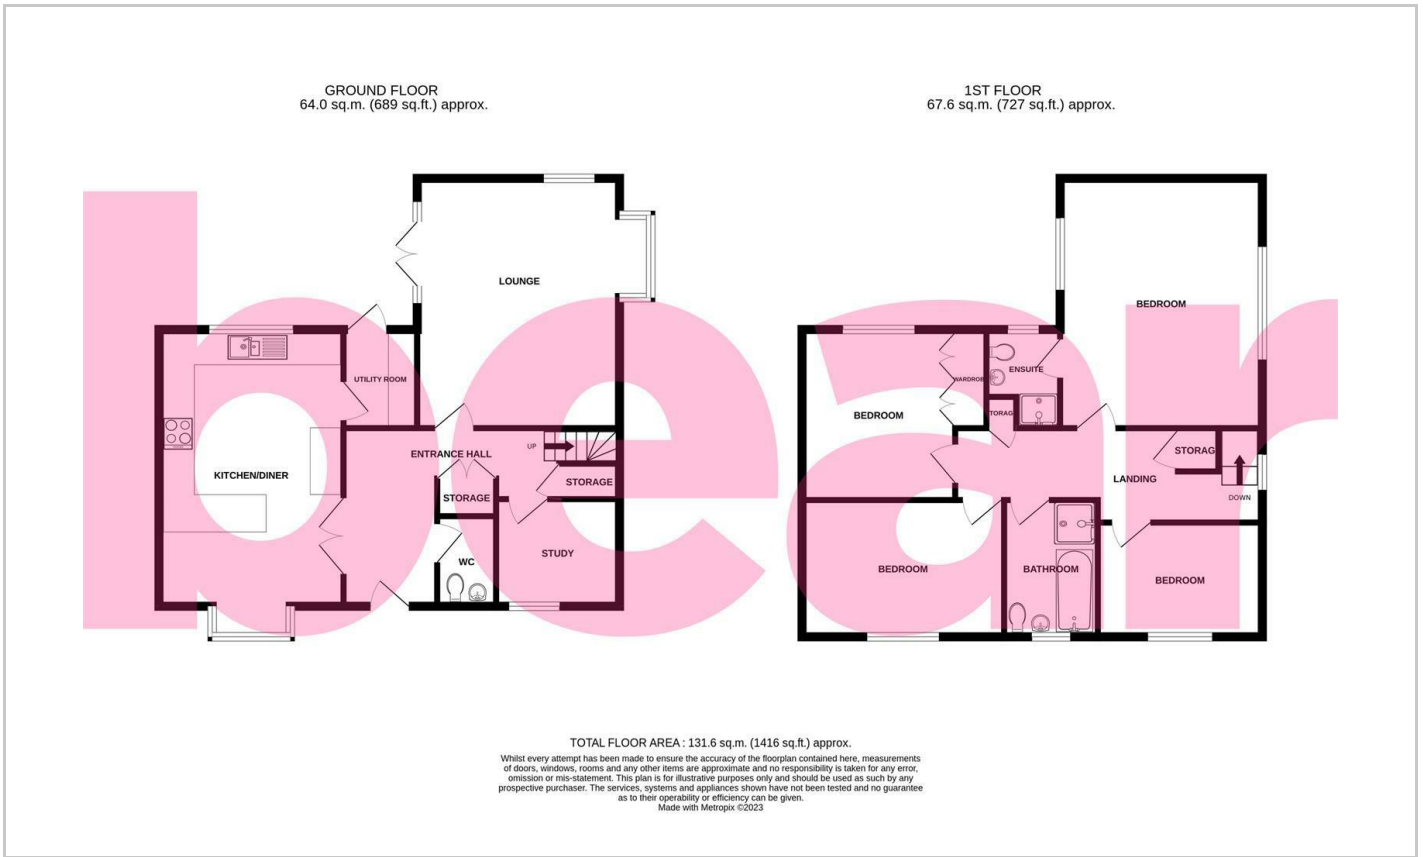 GROUND FLOOR
64.0 sq.m. (689 sq.ft.) approx.
1ST FLOOR
67.6 sq.m. (727 sq.ft.) approx.
LOUNGE
UTILITY ROOM
KITCHEN/DINER
ENTRANCE HALL
UP
STORAGE
STORAGE
WC
STUDY
BEDROOM
ENSUITE
WARDROBE
BEDROOM
TORAG
STORAG
LANDING
DOWN
BEDROOM
BATHROOM
BEDROOM
bear
TOTAL FLOOR AREA : 131.6 sq.m. (1416 sq.ft.) approx.
Whilst every attempt has been made to ensure the accuracy of the floorplan contained here, measurements
of doors, windows, rooms and any other items are approximate and no responsibility is taken for any error,
omission or mis-statement. This plan is for illustrative purposes only and should be used as such by any
prospective purchaser. The services, systems and appliances shown have not been tested and no guarantee
as to their operability or efficiency can be given.
Made with Metropix ©2023